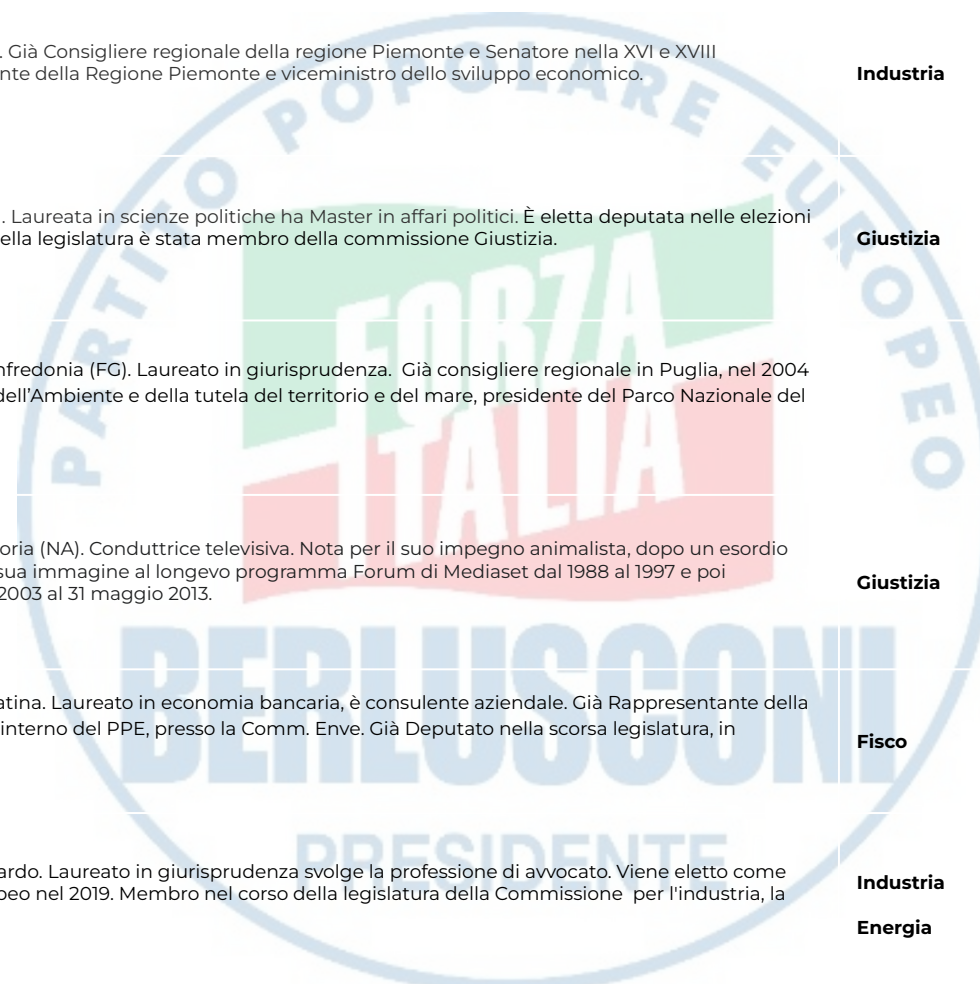 . Già Consigliere regionale della regione Piemonte e Senatore nella XVI e XVIII
nte della Regione Piemonte e viceministro dello sviluppo economico.
Industria
. Laureata in scienze politiche ha Master in affari politici. È eletta deputata nelle elezioni
ella legislatura è stata membro della commissione Giustizia.
Giustizia
nfredonia (FG). Laureato in giurisprudenza.  Già consigliere regionale in Puglia, nel 2004
dell'Ambiente e della tutela del territorio e del mare, presidente del Parco Nazionale del
oria (NA). Conduttrice televisiva. Nota per il suo impegno animalista, dopo un esordio
sua immagine al longevo programma Forum di Mediaset dal 1988 al 1997 e poi
2003 al 31 maggio 2013.
Giustizia
atina. Laureato in economia bancaria, è consulente aziendale. Già Rappresentante della
interno del PPE, presso la Comm. Enve. Già Deputato nella scorsa legislatura, in
Fisco
ardo. Laureato in giurisprudenza svolge la professione di avvocato. Viene eletto come
peo nel 2019. Membro nel corso della legislatura della Commissione  per l'industria, la
Industria
Energia
PARTITO POPOLARE EUROPEO
FORZA
ITALIA
BERLUSCONI
PRESIDENTE